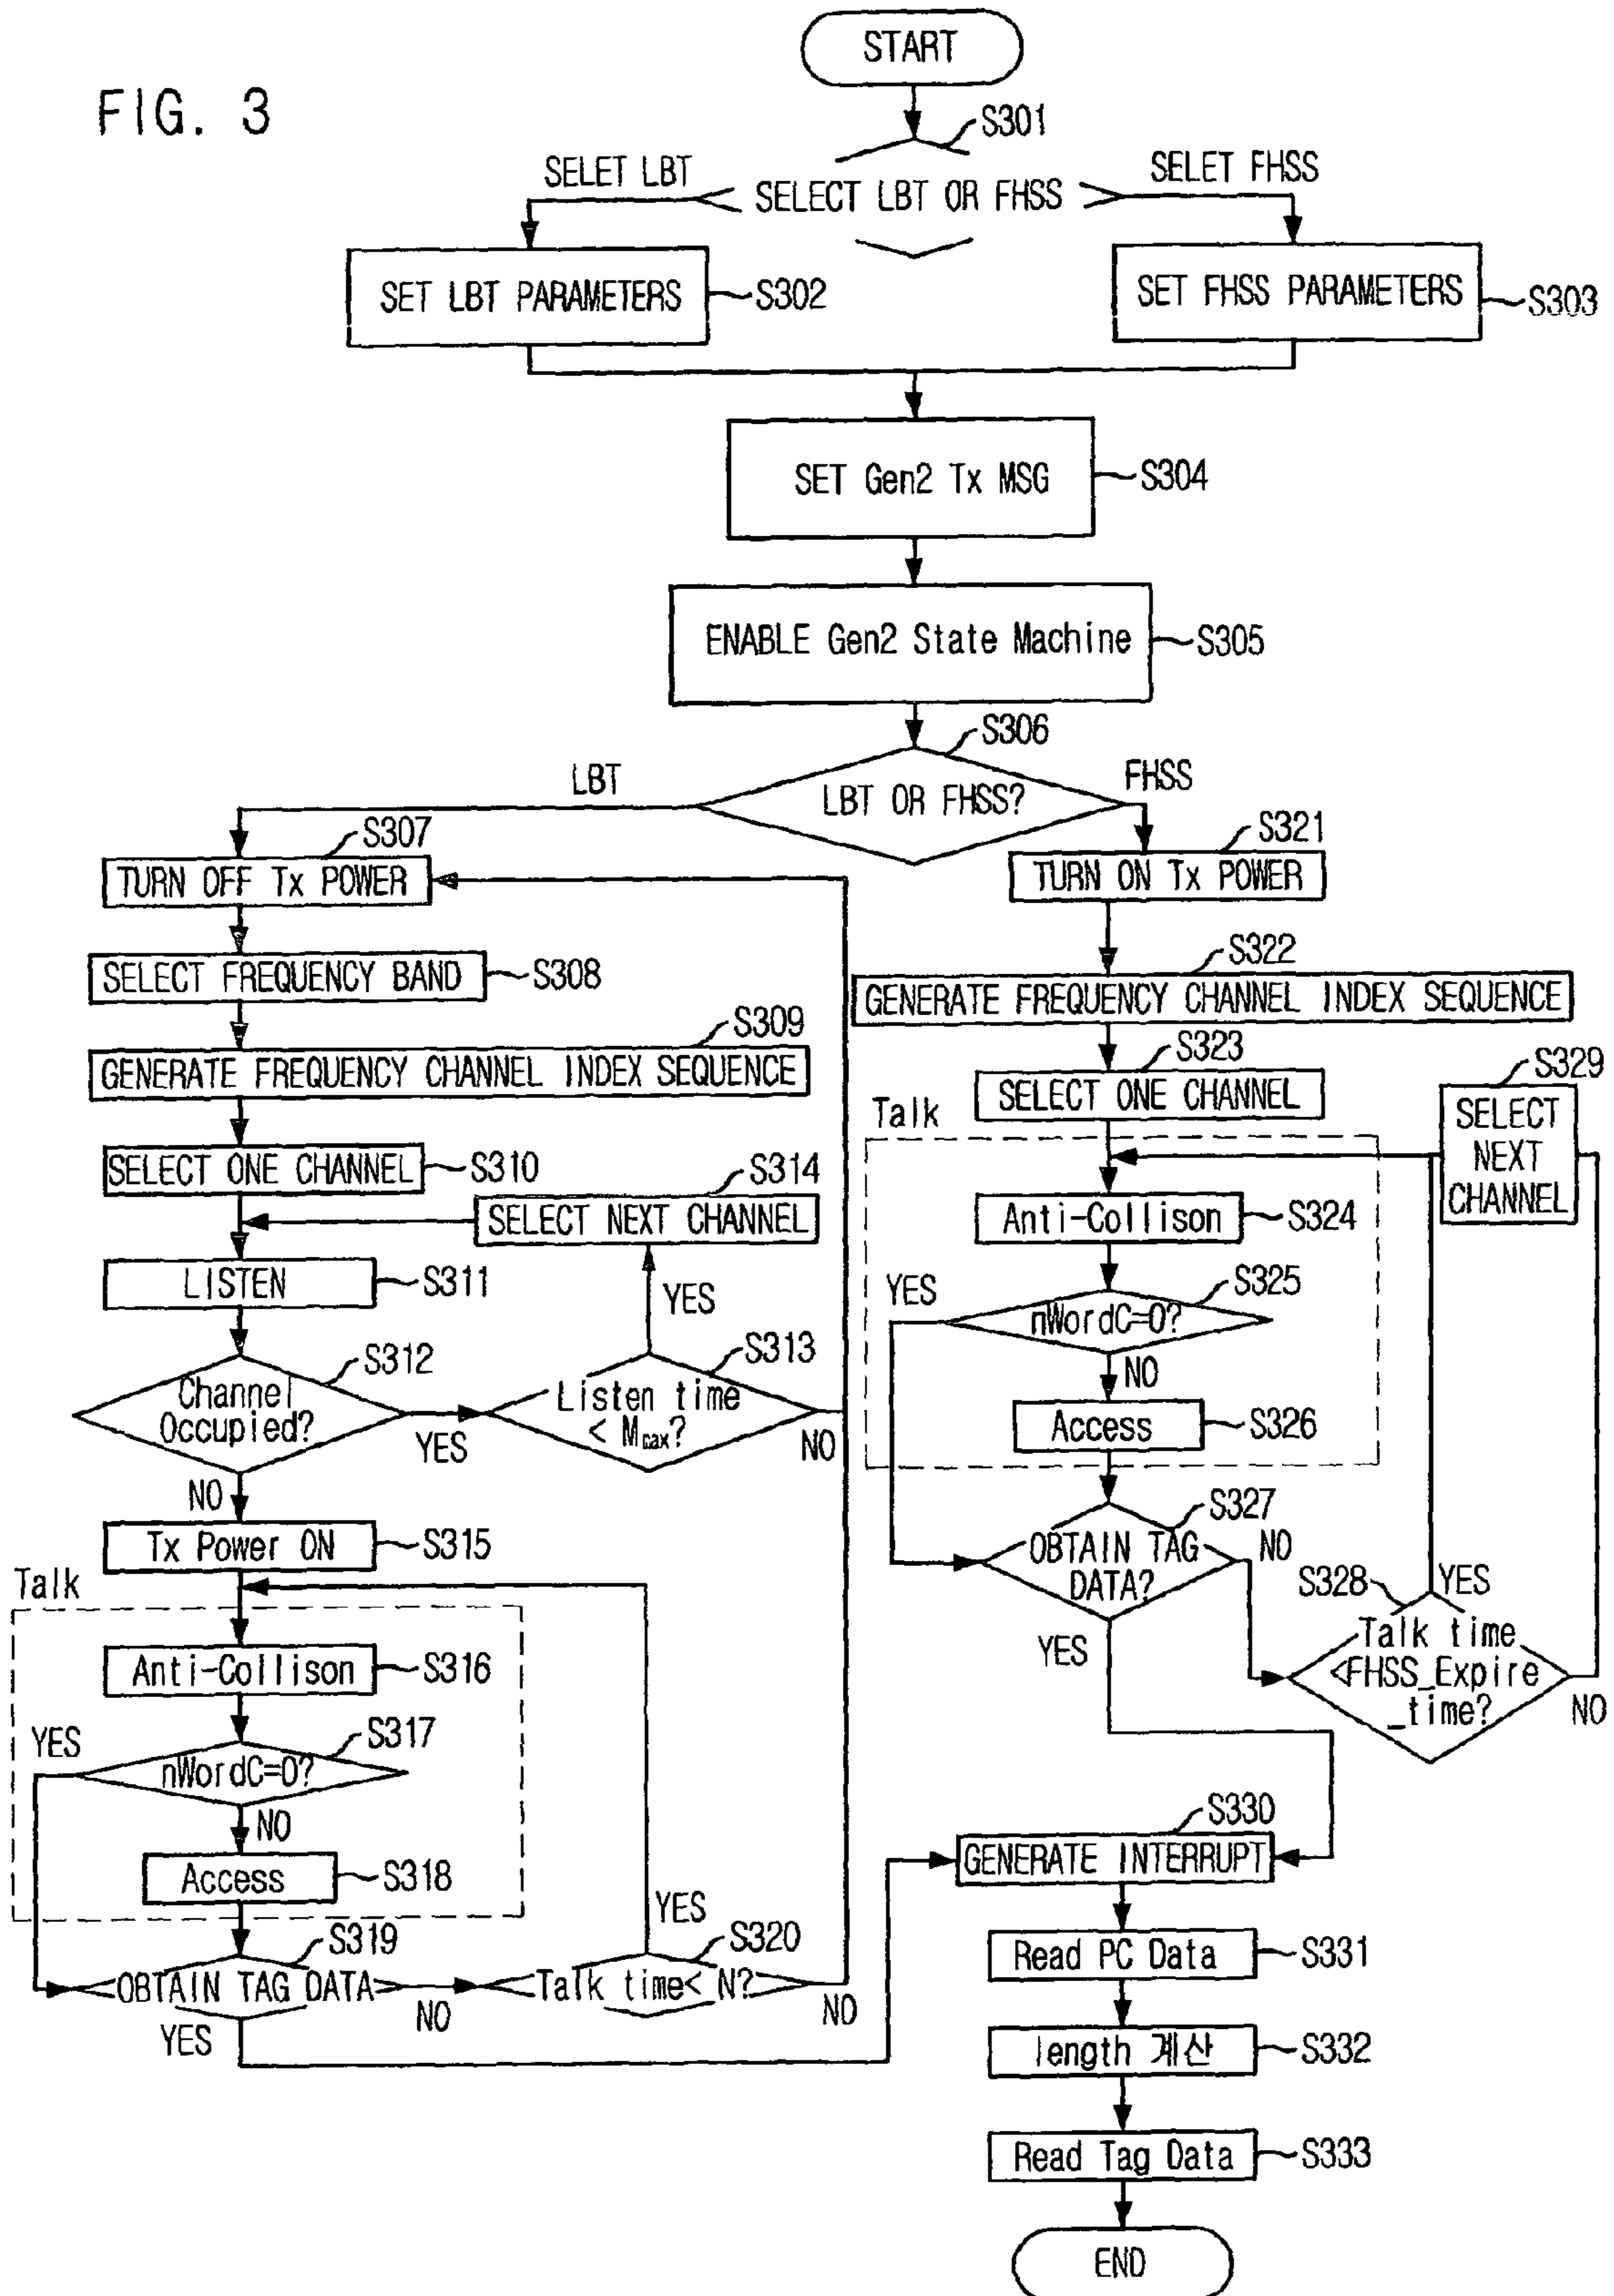 FIG. 3
START
S301
SELET LBT
SELECT LBT OR FHSS
SELET FHSS
SET LBT PARAMETERS
S302
SET FHSS PARAMETERS
S303
SET Gen2 Tx MSG
S304
ENABLE Gen2 State Machine
S305
S306
LBT
LBT OR FHSS?
FHSS
S307
TURN OFF Tx POWER
SELECT FREQUENCY BAND
S308
S309
GENERATE FREQUENCY CHANNEL INDEX SEQUENCE
SELECT ONE CHANNEL
S310
S314
SELECT NEXT CHANNEL
LISTEN
S311
YES
S312
Channel
Occupied?
YES
S313
Listen time
< Mmax?
NO
NO
Tx Power ON
S315
Talk
Anti-Collison
S316
YES
S317
nWordC=0?
NO
Access
S318
S319
OBTAIN TAG DATA
NO
YES
YES
S320
Talk time< N?
NO
S321
TURN ON Tx POWER
S322
GENERATE FREQUENCY CHANNEL INDEX SEQUENCE
S323
SELECT ONE CHANNEL
S329
SELECT
NEXT
CHANNEL
Talk
Anti-Collison
S324
YES
S325
nWordC=0?
NO
Access
S326
S327
OBTAIN TAG
DATA?
NO
YES
S328
YES
Talk time
<FHSS_Expire
_time?
NO
S330
GENERATE INTERRUPT
Read PC Data
S331
length 계산
S332
Read Tag Data
S333
END